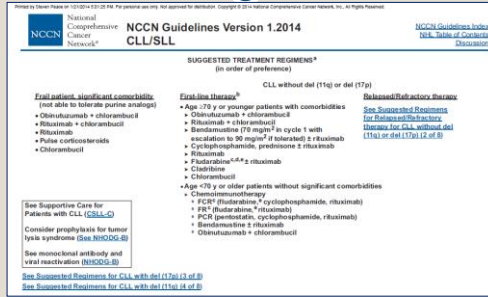 Printed by Steven Peake on 1/21/2014 5:01:25 PM. For personal use only. Not approved for distribution. Copyright © 2014 National Comprehensive Cancer Network, Inc., All Rights Reserved.
NCCN
National
Comprehensive
Cancer
Network®
NCCN Guidelines Version 1.2014
CLL/SLL
NCCN Guidelines Index
NHL Table of Contents
Discussion
SUGGESTED TREATMENT REGIMENSᵃ
(in order of preference)
CLL without del (11q) or del (17p)
Frail patient, significant comorbidity
(not able to tolerate purine analogs)
• Obinutuzumab + chlorambucil
• Rituximab + chlorambucil
• Rituximab
• Pulse corticosteroids
• Chlorambucil
First-line therapyᵇ
• Age ≥70 y or younger patients with comorbidities
➤ Obinutuzumab + chlorambucil
➤ Rituximab + chlorambucil
➤ Bendamustine (70 mg/m² in cycle 1 with
escalation to 90 mg/m² if tolerated) ± rituximab
➤ Cyclophosphamide, prednisone ± rituximab
➤ Rituximab
➤ Fludarabineᶜ,ᵈ,ᵉ ± rituximab
➤ Cladribine
➤ Chlorambucil
• Age <70 y or older patients without significant comorbidities
➤ Chemoimmunotherapy
◊ FCRᶜ (fludarabine,ᵉ cyclophosphamide, rituximab)
◊ FRᶜ (fludarabine,ᵉ rituximab)
◊ PCR (pentostatin, cyclophosphamide, rituximab)
◊ Bendamustine ± rituximab
◊ Obinutuzumab + chlorambucil
Relapsed/Refractory therapy
See Suggested Regimens
for Relapsed/Refractory
therapy for CLL without del
(11q) or del (17p) (2 of 8)
See Supportive Care for
Patients with CLL (CSLL-C)
Consider prophylaxis for tumor
lysis syndrome (See NHODG-B)
See monoclonal antibody and
viral reactivation (NHODG-B)
See Suggested Regimens for CLL with del (17p) (3 of 8)
See Suggested Regimens for CLL with del (11q) (4 of 8)